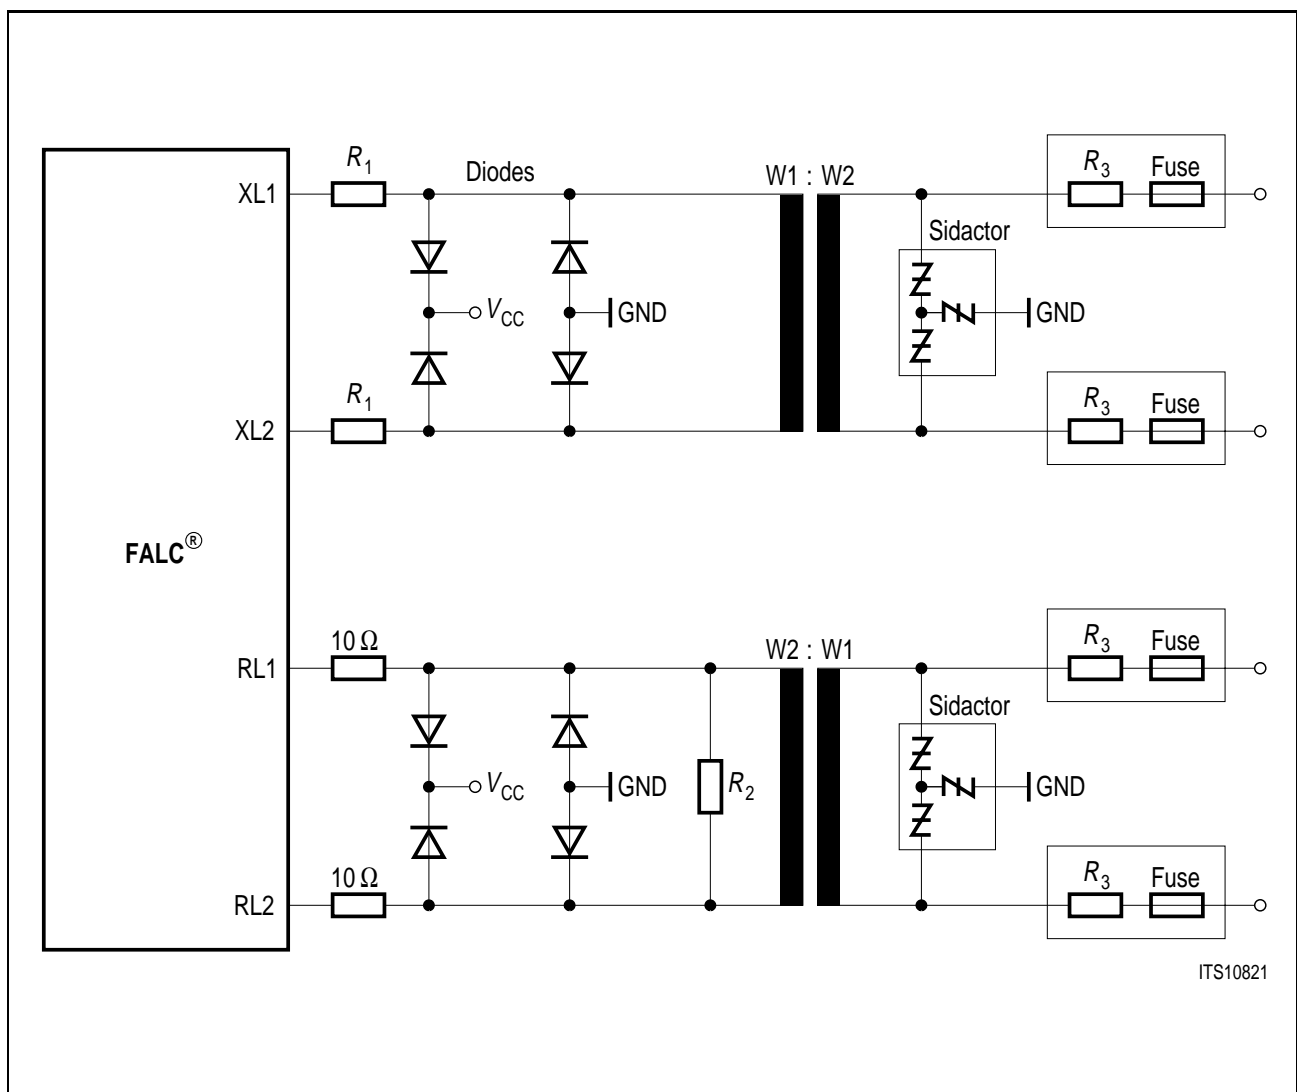 R1
Diodes
W1 : W2
R3 Fuse
XL1
Sidactor
VCC
GND
GND
R1
R3 Fuse
XL2
FALC®
10 Ω
W2 : W1
R3 Fuse
RL1
Sidactor
VCC
GND
R2
GND
10 Ω
R3 Fuse
RL2
ITS10821